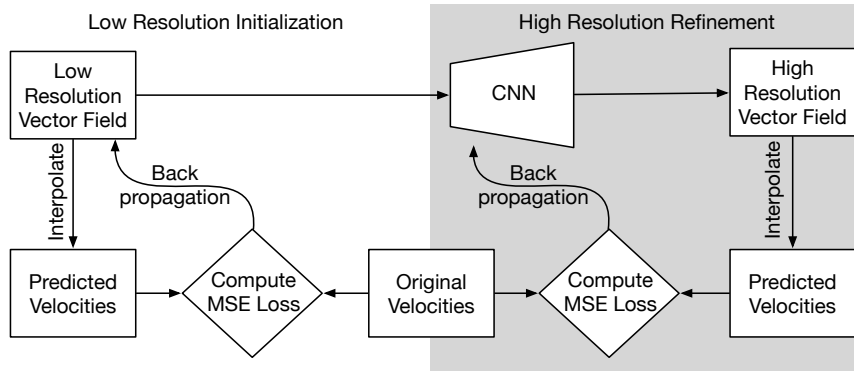 Low Resolution Initialization
High Resolution Refinement
Low
Resolution
Vector Field
CNN
High
Resolution
Vector Field
Interpolate
Back
propagation
Back
propagation
Interpolate
Predicted
Velocities
Compute
MSE Loss
Original
Velocities
Compute
MSE Loss
Predicted
Velocities